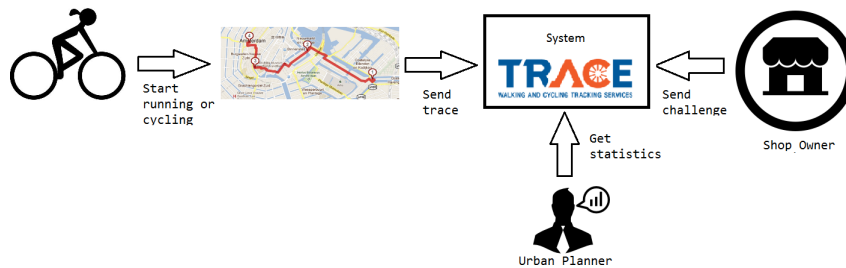 System
TRACE
WALKING AND CYCLING TRACKING SERVICES
Start
running or
cycling
Send
trace
Send
challenge
Shop Owner
Get
statistics
Urban Planner
Amsterdam